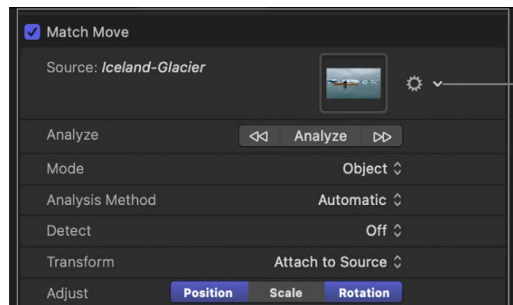 Match Move
Source: Iceland-Glacier
Analyze Analyze
Mode Object
Analysis Method Automatic
Detect Off
Transform Attach to Source
Adjust Position Scale Rotation